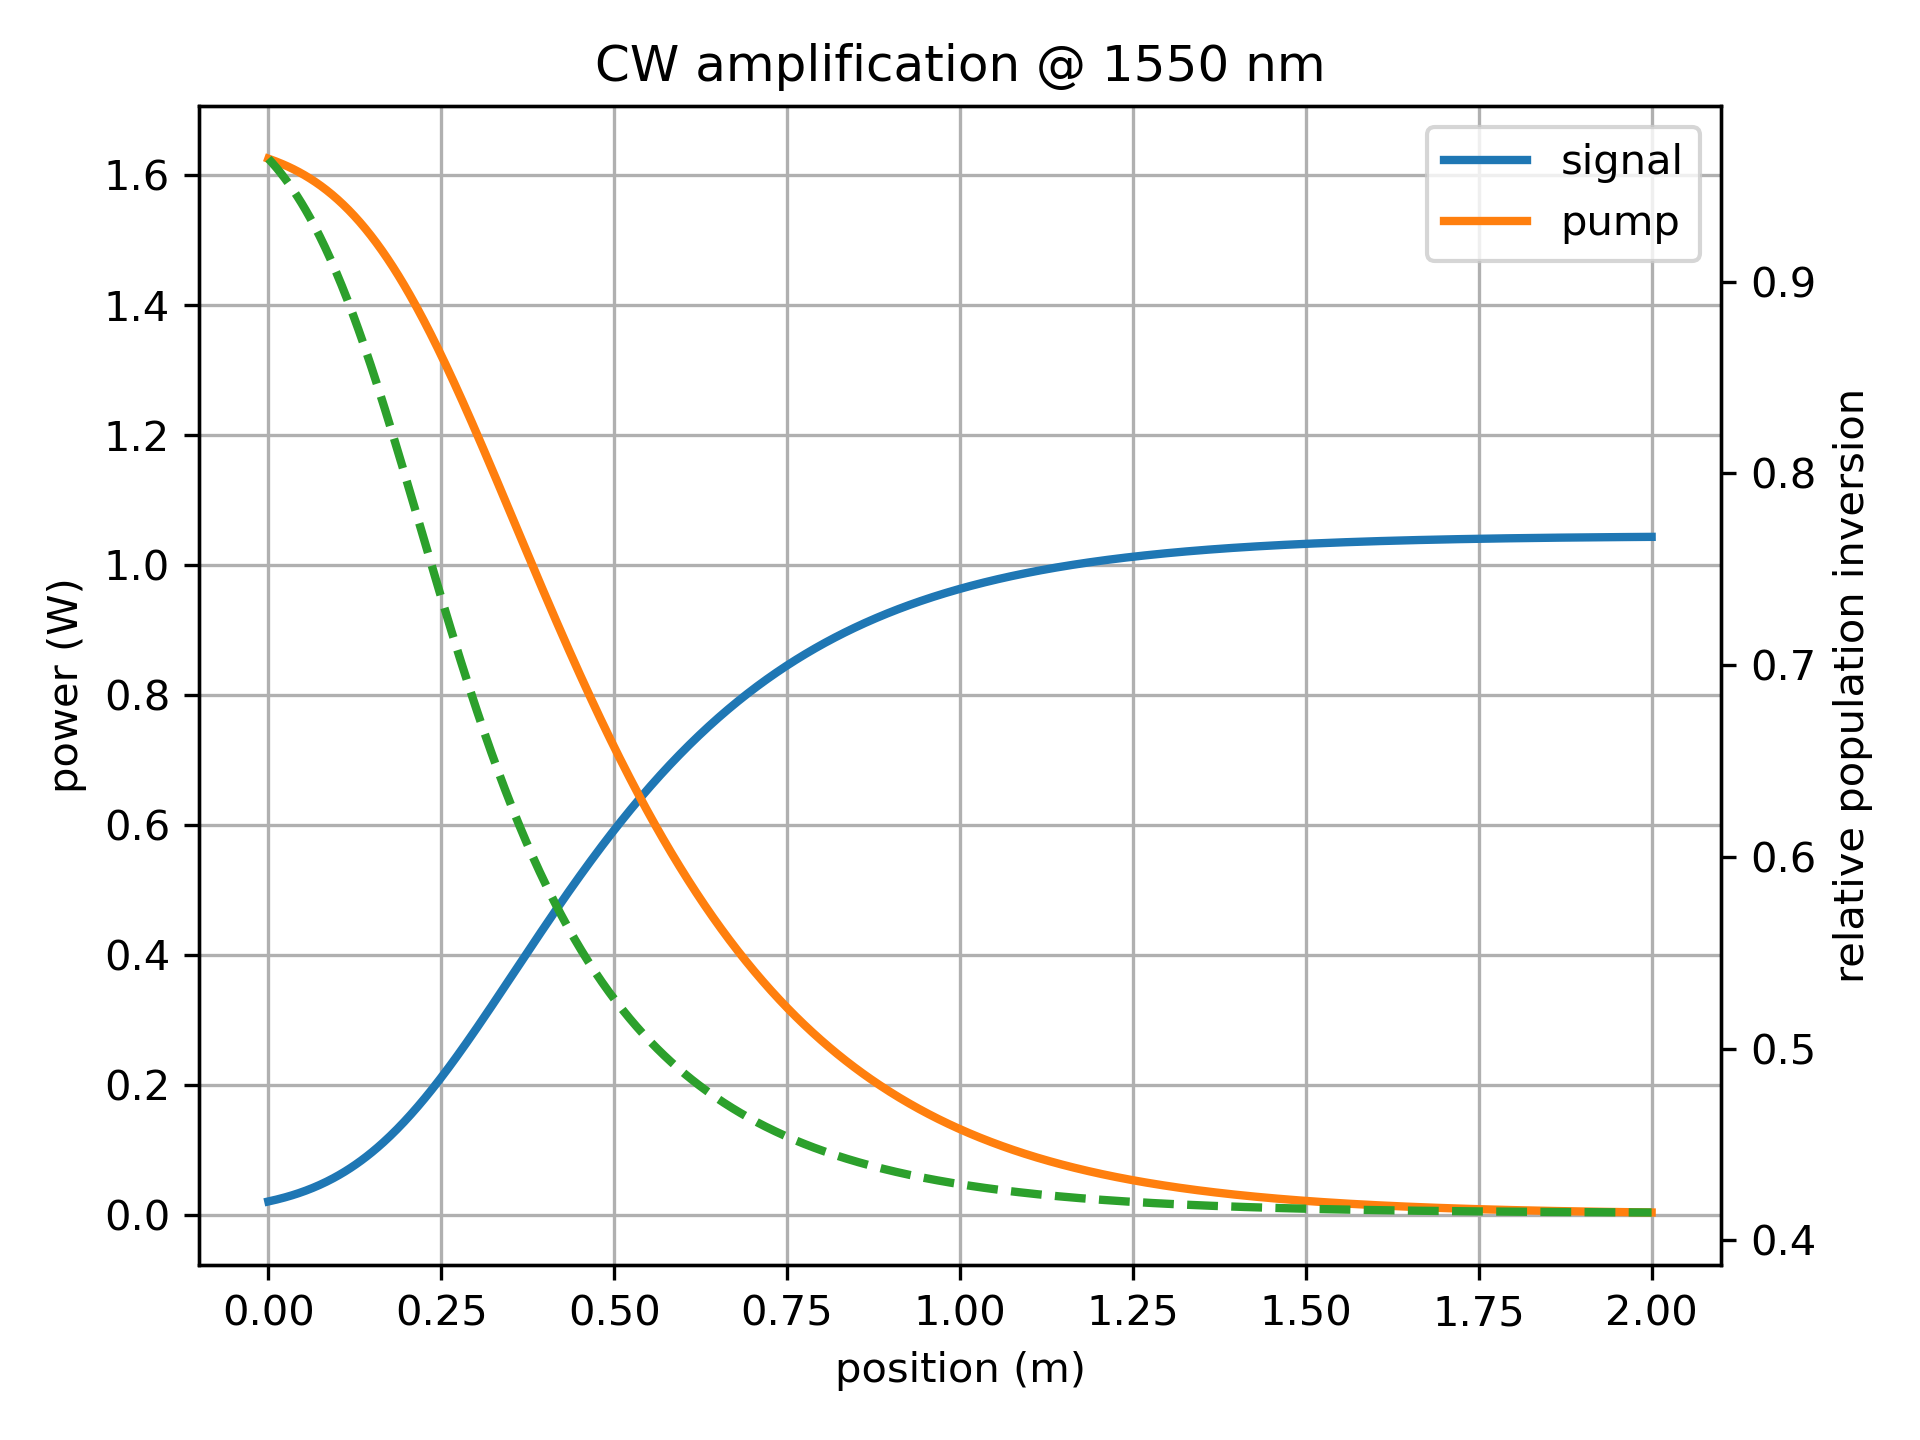 CW amplification @ 1550 nm
signal
pump
1.6
1.4
1.2
1.0
0.8
0.6
0.4
0.2
0.0
power (W)
0.9
0.8
0.7
0.6
0.5
0.4
relative population inversion
0.00 0.25 0.50 0.75 1.00 1.25 1.50 1.75 2.00
position (m)